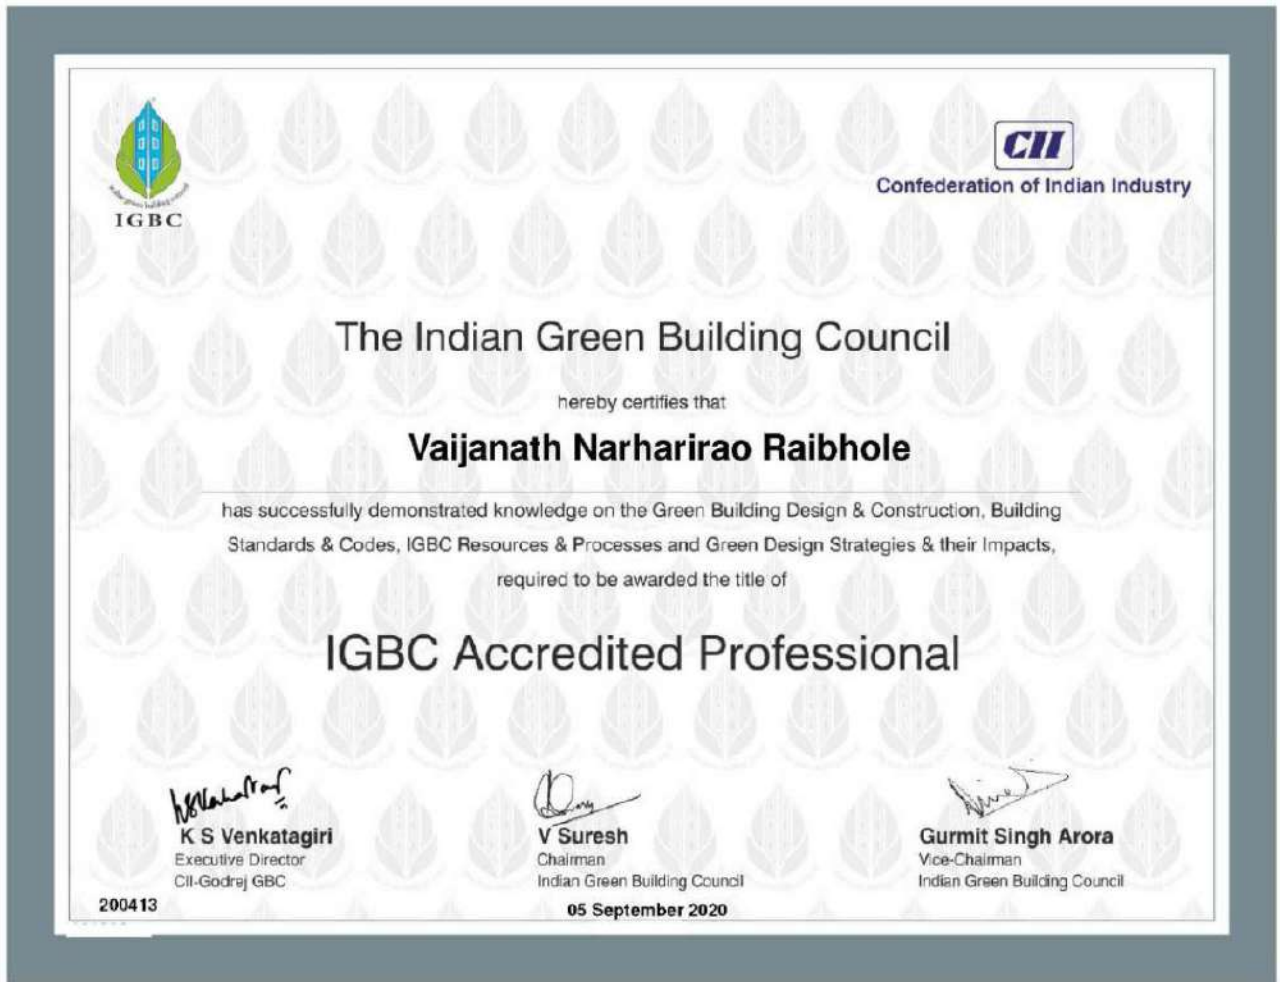 IGBC
CII
Confederation of Indian Industry
The Indian Green Building Council
hereby certifies that
Vaijanath Narharirao Raibhole
has successfully demonstrated knowledge on the Green Building Design & Construction, Building
Standards & Codes, IGBC Resources & Processes and Green Design Strategies & their Impacts,
required to be awarded the title of
IGBC Accredited Professional
K S Venkatagiri
Executive Director
CII-Godrej GBC
V Suresh
Chairman
Indian Green Building Council
Gurmit Singh Arora
Vice-Chairman
Indian Green Building Council
200413
05 September 2020